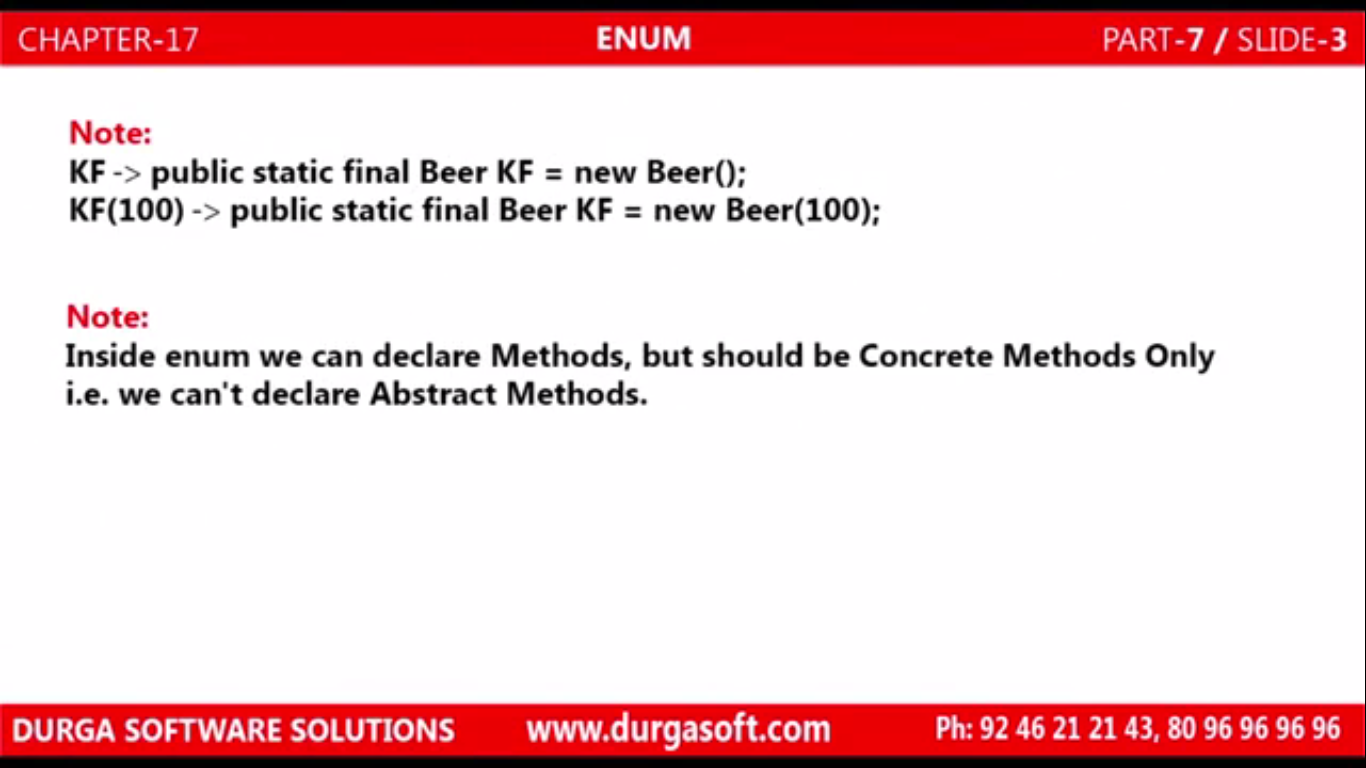 CHAPTER-17 ENUM PART-7 / SLIDE-3
Note:
KF -> public static final Beer KF = new Beer();
KF(100) -> public static final Beer KF = new Beer(100);
Note:
Inside enum we can declare Methods, but should be Concrete Methods Only
i.e. we can't declare Abstract Methods.
DURGA SOFTWARE SOLUTIONS www.durgasoft.com Ph: 92 46 21 21 43, 80 96 96 96 96